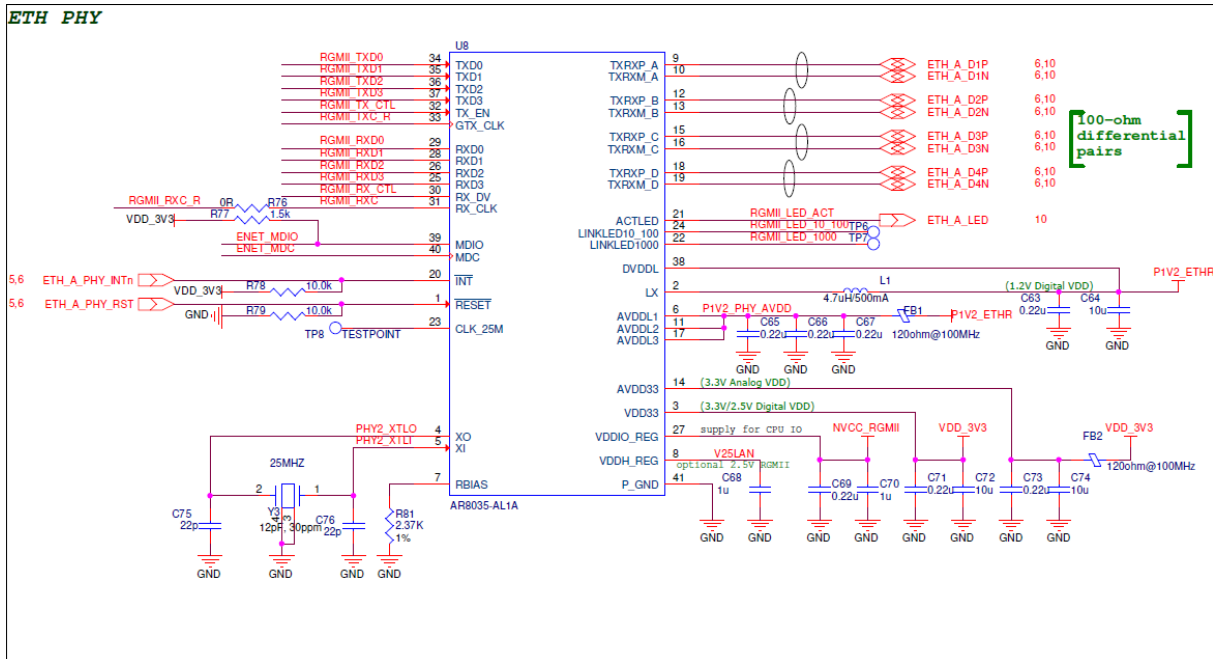 ETH PHY
U8
RGMII_TXD0 34 TXD0
RGMII_TXD1 35 TXD1
RGMII_TXD2 36 TXD2
RGMII_TXD3 37 TXD3
RGMII_TX_CTL 32 TX_EN
RGMII_TXC_R 33 GTX_CLK
RGMII_RXD0 29 RXD0
RGMII_RXD1 28 RXD1
RGMII_RXD2 26 RXD2
RGMII_RXD3 25 RXD3
RGMII_RX_CTL 30 RX_DV
RGMII_RXC_R 0R R76 RGMII_RXC 31 RX_CLK
VDD_3V3 R77 1.5k
ENET_MDIO 39 MDIO
ENET_MDC 40 MDC
5,6 ETH_A_PHY_INTn 20 INT
VDD_3V3 R78 10.0k
5,6 ETH_A_PHY_RST 1 RESET
GND R79 10.0k
TP8 TESTPOINT 23 CLK_25M
PHY2_XTLO 4 XO
PHY2_XTLI 5 XI
25MHZ
2 1
Y3
4 3
12pF, 30ppm
C75
22p
C76
22p
7 RBIAS
R81
2.37K
1%
GND GND GND GND
AR8035-AL1A
TXRXP_A 9 ETH_A_D1P 6,10
TXRXM_A 10 ETH_A_D1N 6,10
TXRXP_B 12 ETH_A_D2P 6,10
TXRXM_B 13 ETH_A_D2N 6,10
TXRXP_C 15 ETH_A_D3P 6,10
TXRXM_C 16 ETH_A_D3N 6,10
TXRXP_D 18 ETH_A_D4P 6,10
TXRXM_D 19 ETH_A_D4N 6,10
100-ohm
differential
pairs
ACTLED 21 RGMII_LED_ACT ETH_A_LED 10
LINKLED10_100 24 RGMII_LED_10_100 TP6
LINKLED1000 22 RGMII_LED_1000 TP7
DVDDL 38
P1V2_ETHR
LX 2 L1
4.7uH/500mA
(1.2V Digital VDD)
C63
0.22u
C64
10u
GND GND
AVDDL1 6 P1V2_PHY_AVDD FB1 P1V2_ETHR
AVDDL2 11
AVDDL3 17
C65
0.22u
C66
0.22u
C67
0.22u
120ohm@100MHz
GND GND GND
AVDD33 14 (3.3V Analog VDD)
VDD33 3 (3.3V/2.5V Digital VDD)
VDDIO_REG 27 supply for CPU IO NVCC_RGMII VDD_3V3 VDD_3V3
VDDH_REG 8 V25LAN
optional 2.5V RGMII
P_GND 41
FB2
120ohm@100MHz
C68
1u
C69
0.22u
C70
1u
C71
0.22u
C72
10u
C73
0.22u
C74
10u
GND GND GND GND GND GND GND GND